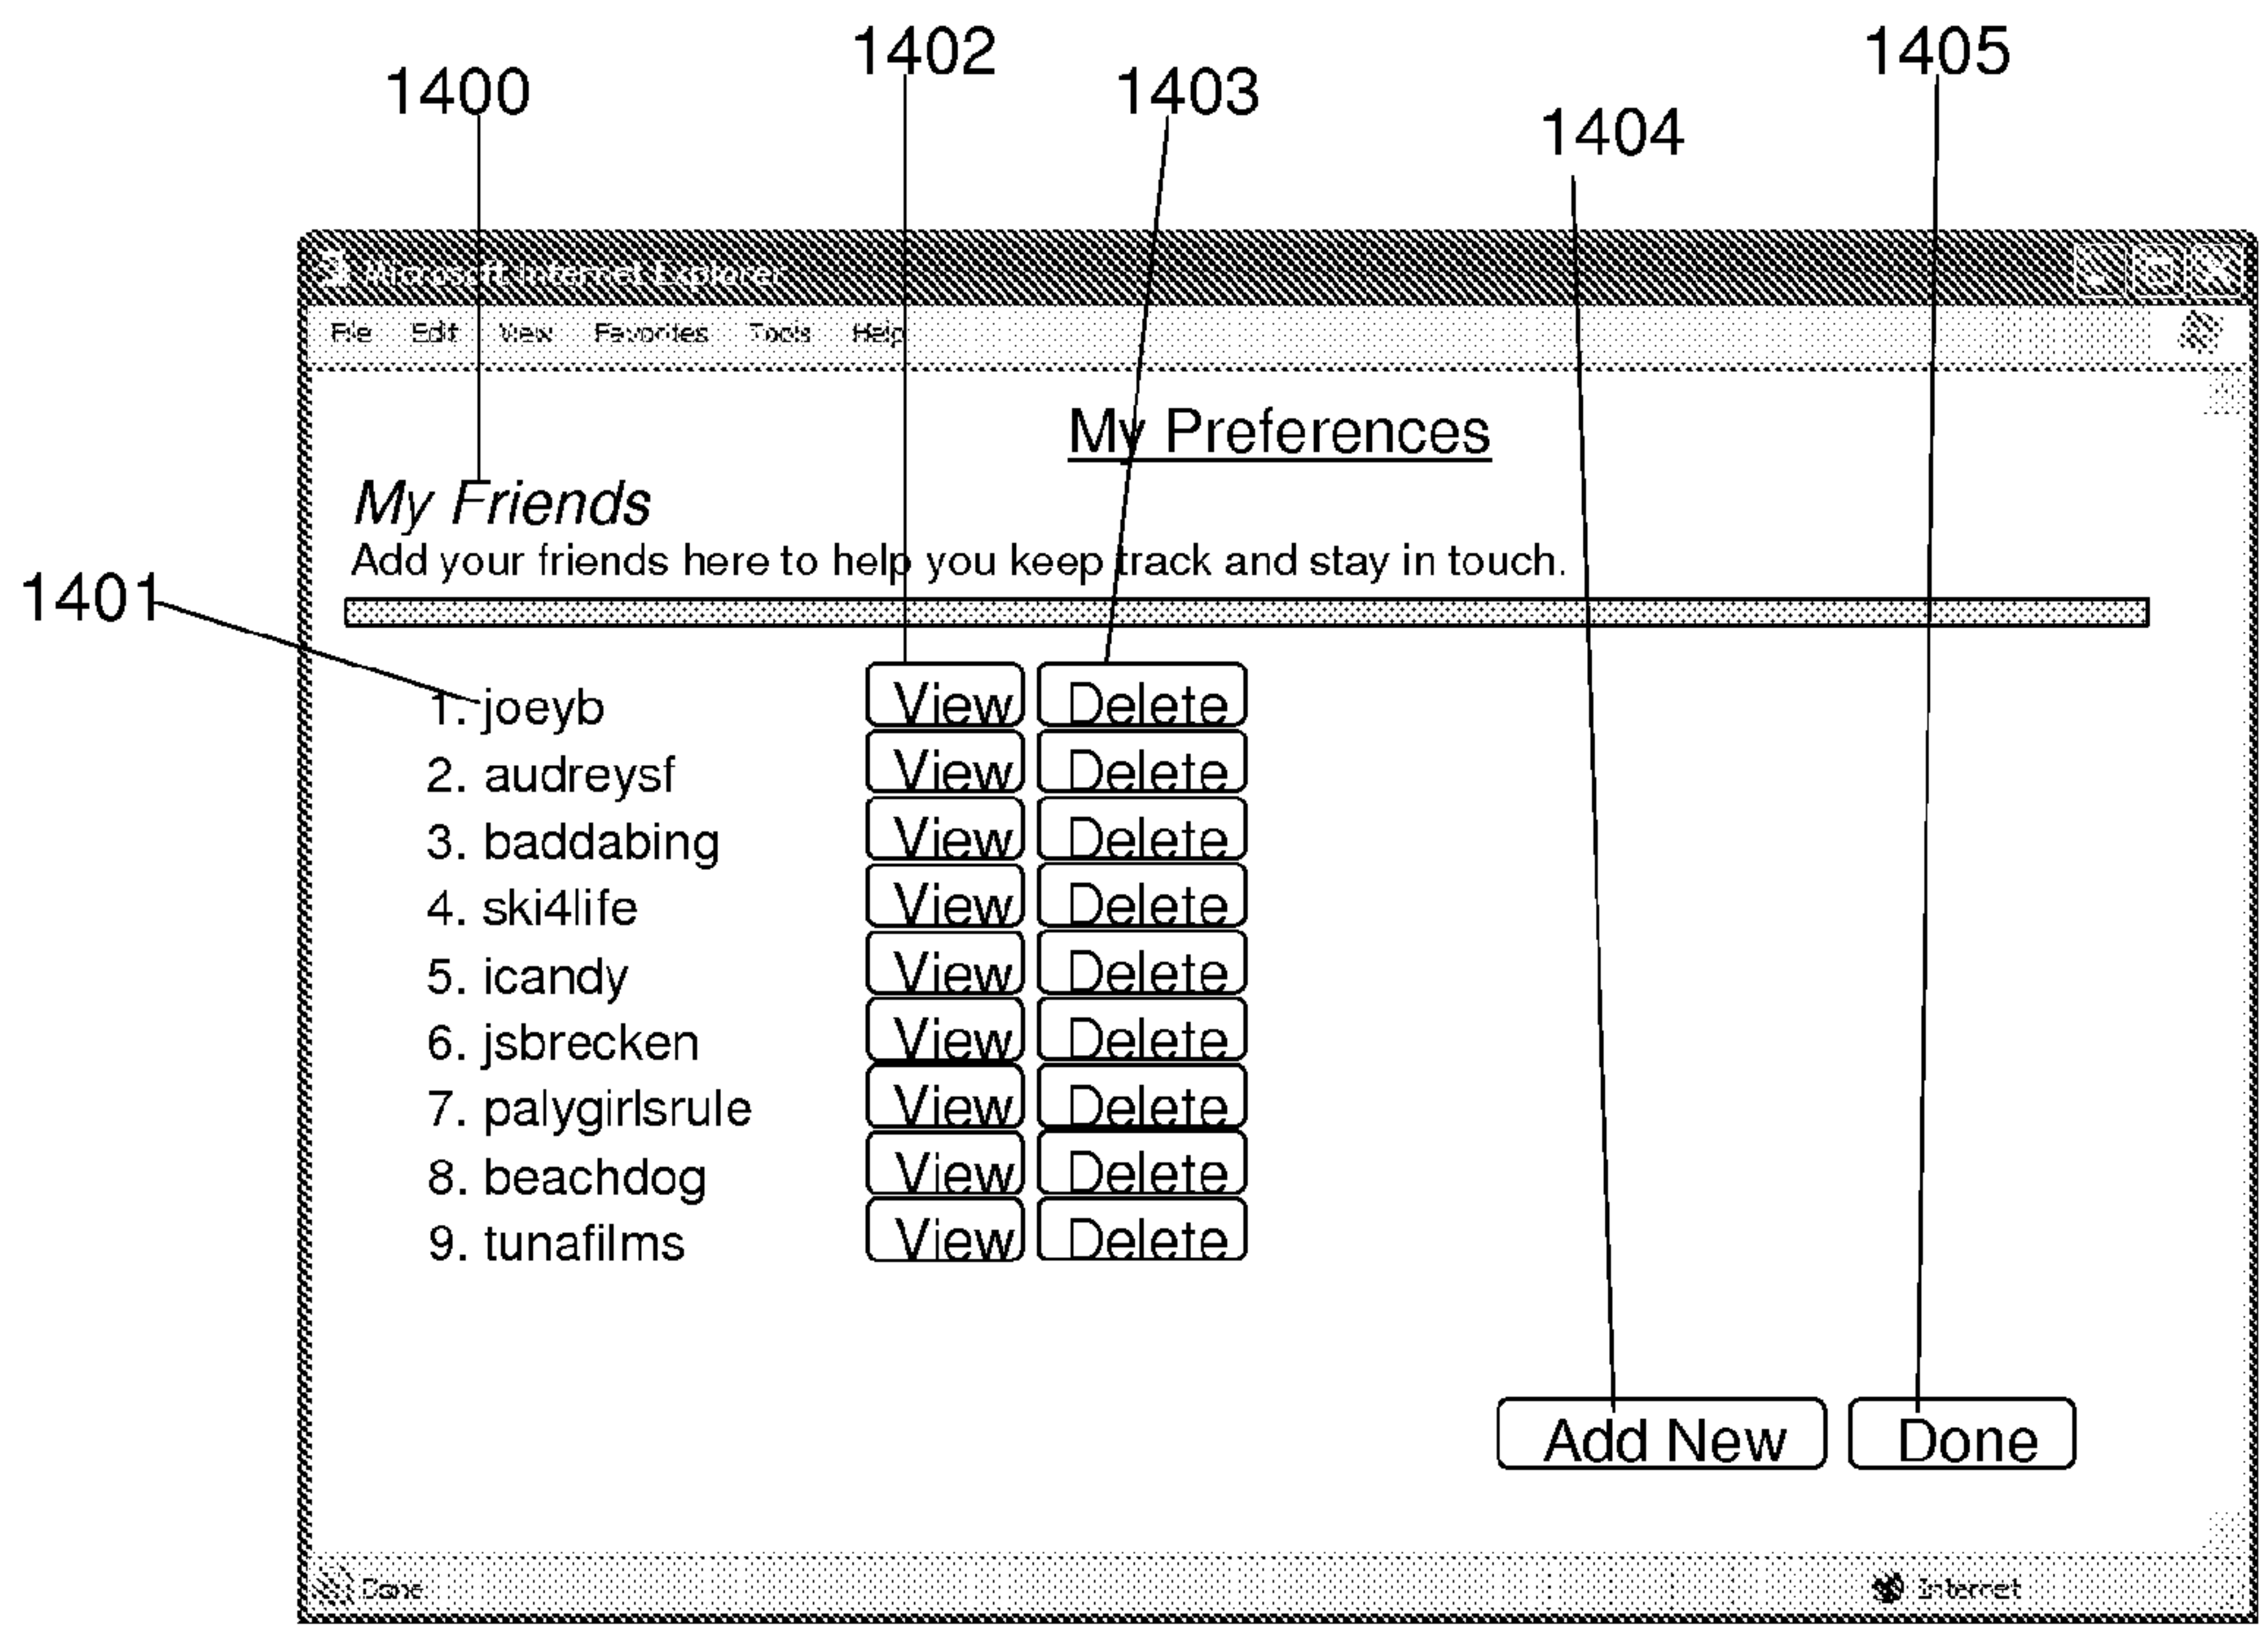 1402
1405
1400
1403
1404
Microsoft Internet Explorer
File Edit View Favorites Tools Help
My Preferences
My Friends
Add your friends here to help you keep track and stay in touch.
1401
1. joeyb View Delete
2. audreysf View Delete
3. baddabing View Delete
4. ski4life View Delete
5. icandy View Delete
6. jsbrecken View Delete
7. palygirlsrule View Delete
8. beachdog View Delete
9. tunafilms View Delete
Add New Done
Done Internet